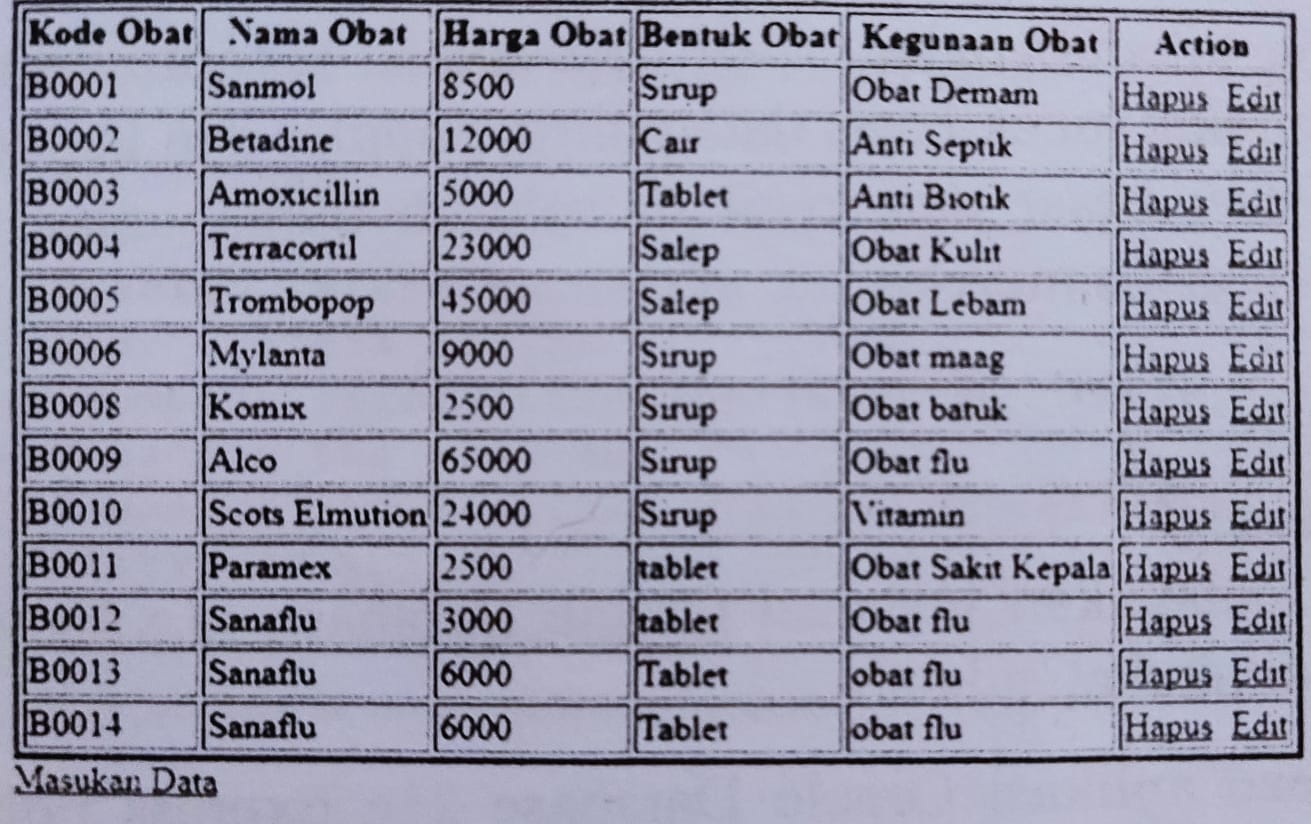 Kode Obat Nama Obat Harga Obat Bentuk Obat Kegunaan Obat Action
B0001 Sanmol 8500 Sirup Obat Demam Hapus Edit
B0002 Betadine 12000 Cair Anti Septik Hapus Edit
B0003 Amoxicillin 5000 Tablet Anti Biotik Hapus Edit
B0004 Terracortil 23000 Salep Obat Kulit Hapus Edit
B0005 Trombopop 45000 Salep Obat Lebam Hapus Edit
B0006 Mylanta 9000 Sirup Obat maag Hapus Edit
B0008 Komix 2500 Sirup Obat batuk Hapus Edit
B0009 Alco 65000 Sirup Obat flu Hapus Edit
B0010 Scots Elmution 24000 Sirup Vitamin Hapus Edit
B0011 Paramex 2500 tablet Obat Sakit Kepala Hapus Edit
B0012 Sanaflu 3000 tablet Obat flu Hapus Edit
B0013 Sanaflu 6000 Tablet obat flu Hapus Edit
B0014 Sanaflu 6000 Tablet obat flu Hapus Edit
Masukan Data